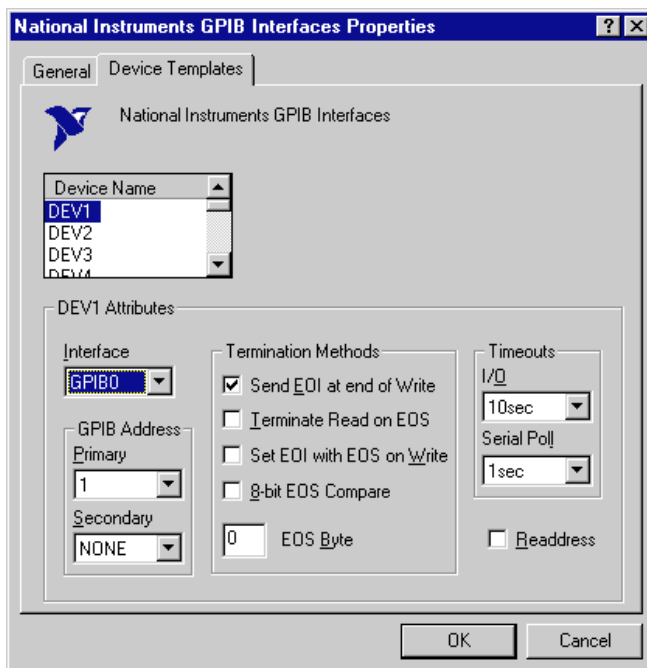 National Instruments GPIB Interfaces Properties
General
Device Templates
National Instruments GPIB Interfaces
Device Name
DEV1
DEV2
DEV3
DEV4
DEV1 Attributes
Interface
GPIB0
GPIB Address
Primary
1
Secondary
NONE
Termination Methods
Send EOI at end of Write
Terminate Read on EOS
Set EOI with EOS on Write
8-bit EOS Compare
0 EOS Byte
Timeouts
I/O
10sec
Serial Poll
1sec
Readdress
OK
Cancel